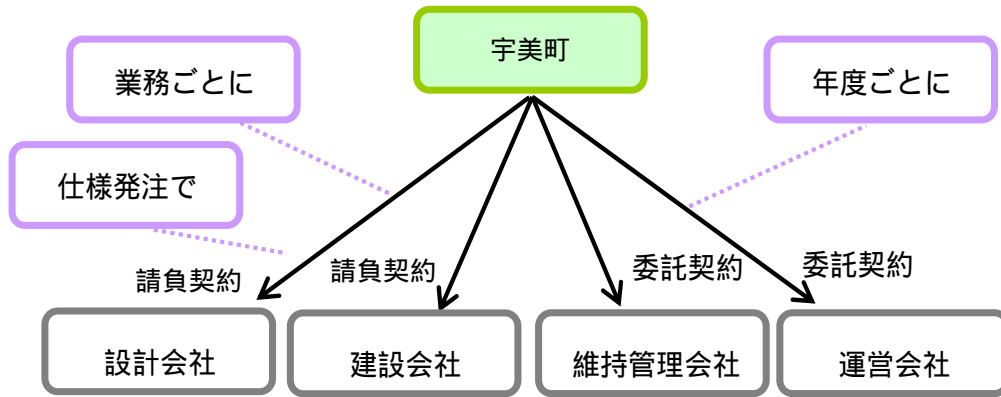 宇美町
業務ごとに
年度ごとに
仕様発注で
請負契約
請負契約
委託契約
委託契約
設計会社
建設会社
維持管理会社
運営会社